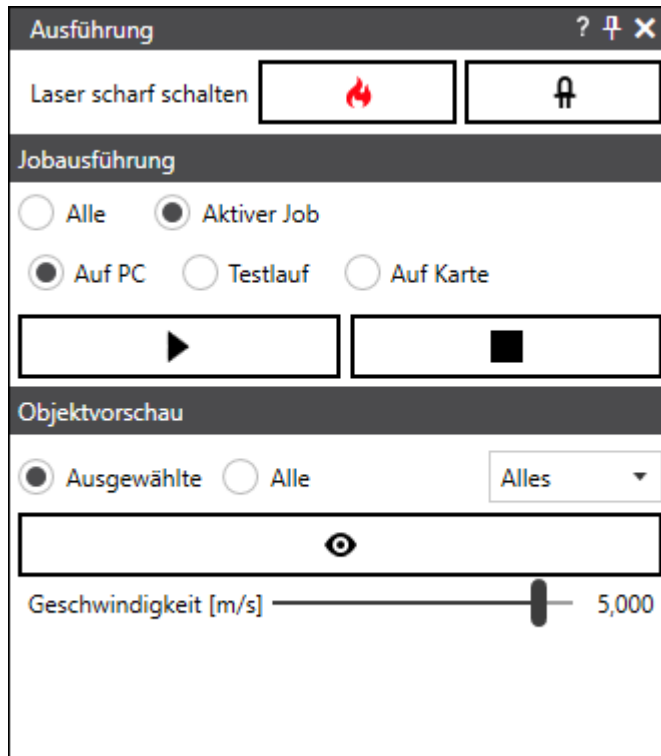 Ausführung ?
Laser scharf schalten
Jobausführung
Alle Aktiver Job
Auf PC Testlauf Auf Karte
Objektvorschau
Ausgewählte Alle Alles
Geschwindigkeit [m/s] 5,000